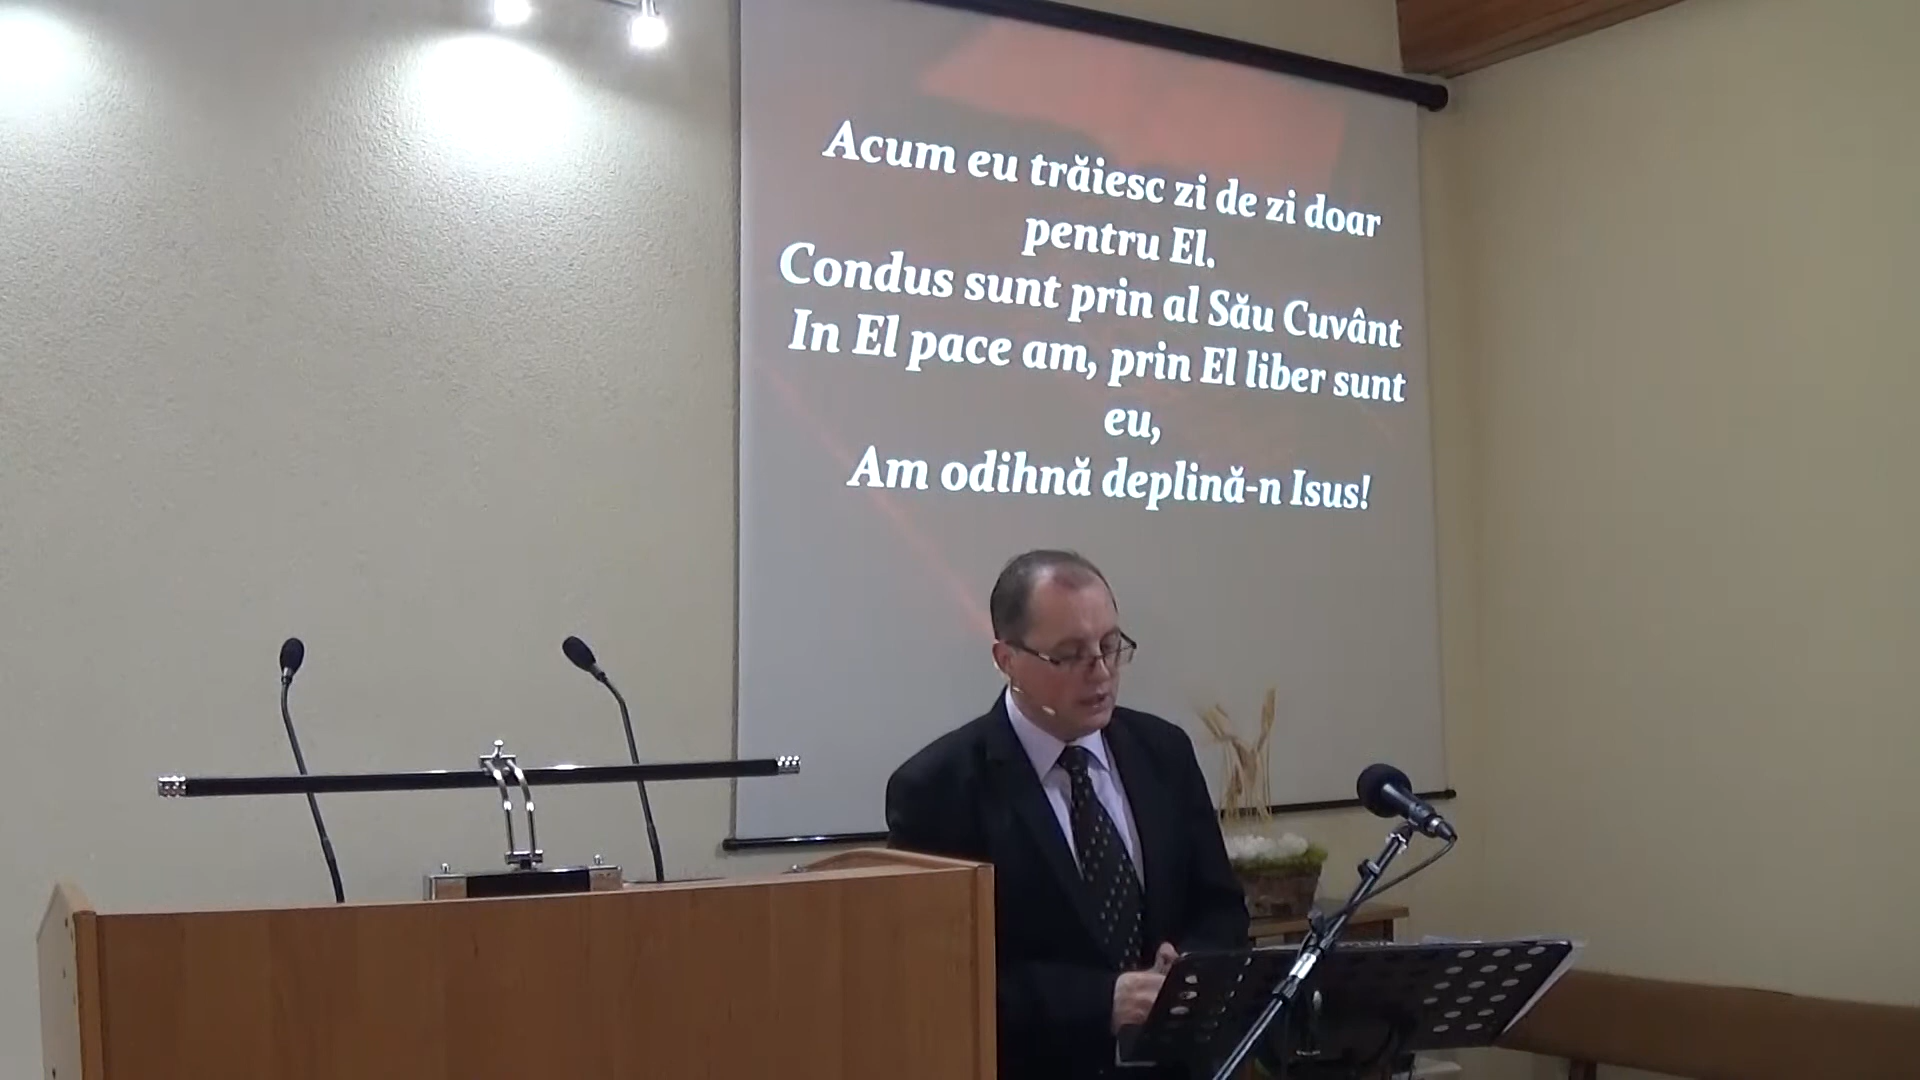 Acum eu trăiesc zi de zi doar
pentru El.
Condus sunt prin al Său Cuvânt
In El pace am, prin El liber sunt
eu,
Am odihnă deplină-n Isus!